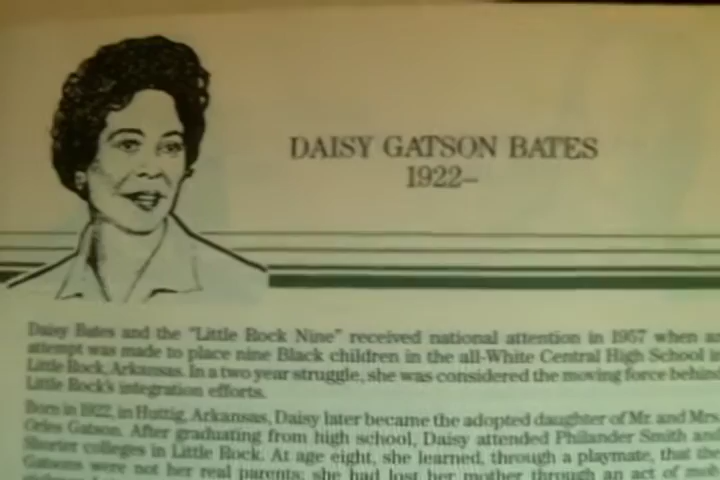 DAISY GATSON BATES
1922–
Daisy Bates and the "Little Rock Nine" received national attention in 1957 when a
attempt was made to place nine Black children in the all-White Central High School i
Little Rock, Arkansas. In a two year struggle, she was considered the moving force behind
Little Rock's integration efforts.
Born in 1922, in Huttig, Arkansas, Daisy later became the adopted daughter of Mr. and Mrs.
Orlee Gatson. After graduating from high school, Daisy attended Philander Smith and
Shorter colleges in Little Rock. At age eight, she learned, through a playmate, that the
Gatsons were not her real parents; she had lost her mother through an act of mob